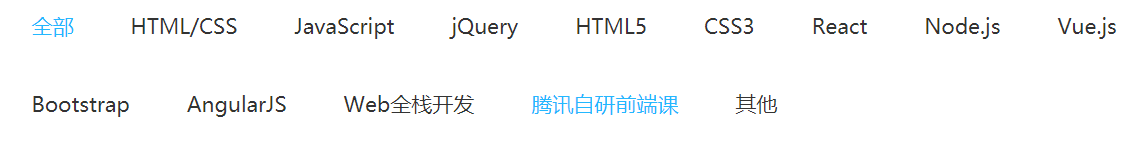 全部 HTML/CSS JavaScript jQuery HTML5 CSS3 React Node.js Vue.js
Bootstrap AngularJS Web全栈开发 腾讯自研前端课 其他